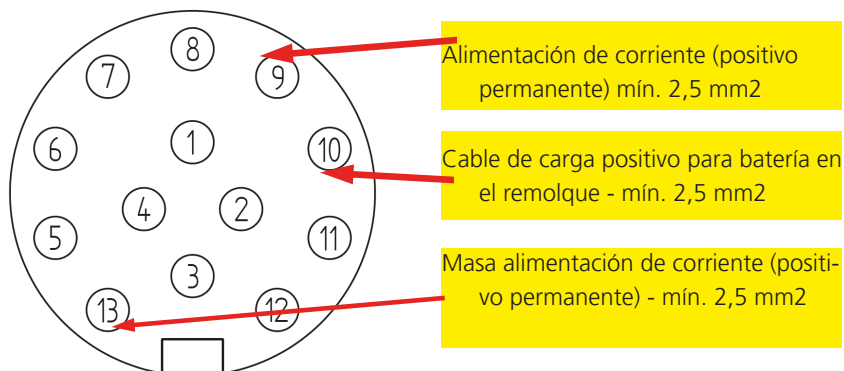 8
7
9
Alimentación de corriente (positivo
permanente) mín. 2,5 mm2
1
6
10
Cable de carga positivo para batería en
el remolque - mín. 2,5 mm2
4
2
5
11
3
Masa alimentación de corriente (positi-
vo permanente) - mín. 2,5 mm2
13
12